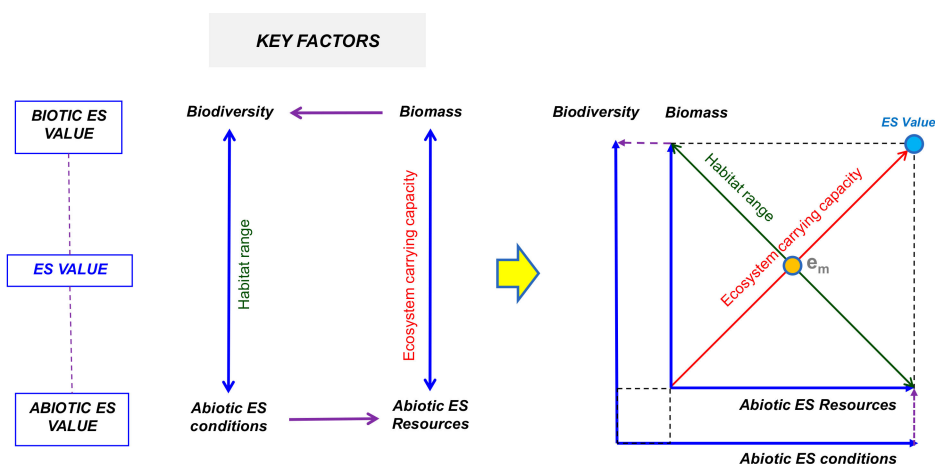 KEY FACTORS
BIOTIC ES
VALUE
ES VALUE
ABIOTIC ES
VALUE
Biodiversity
Biomass
Habitat range
Ecosystem carrying capacity
Abiotic ES
conditions
Abiotic ES
Resources
Biodiversity
Biomass
ES Value
Habitat range
Ecosystem carrying capacity
em
Abiotic ES Resources
Abiotic ES conditions